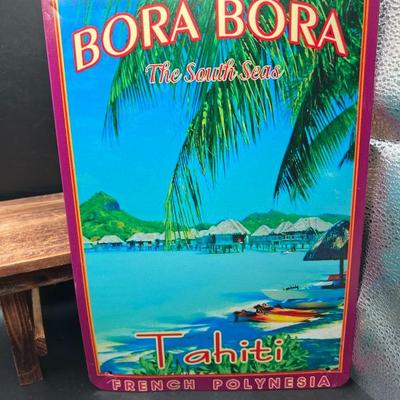 BORA BORA
The South Seas
Tahiti
FRENCH POLYNESIA